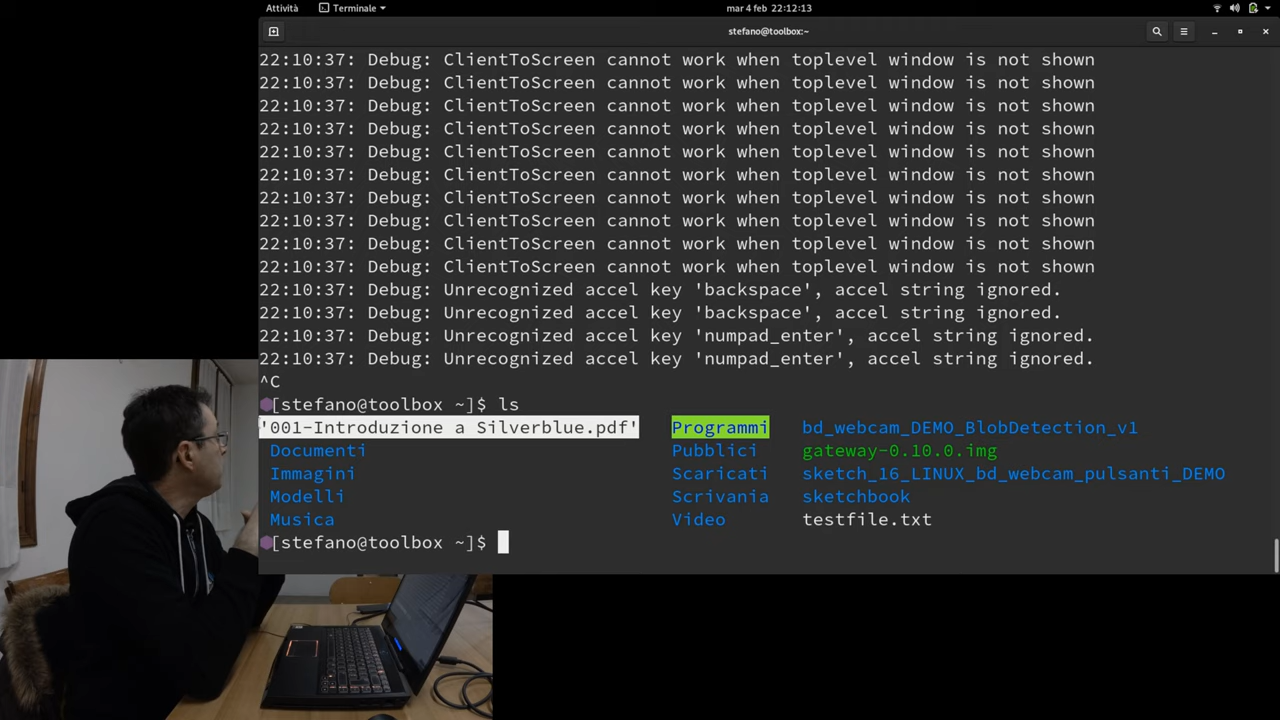 Attività Terminale mar 4 feb 22:12:13
stefano@toolbox:~
22:10:37: Debug: ClientToScreen cannot work when toplevel window is not shown
22:10:37: Debug: ClientToScreen cannot work when toplevel window is not shown
22:10:37: Debug: ClientToScreen cannot work when toplevel window is not shown
22:10:37: Debug: ClientToScreen cannot work when toplevel window is not shown
22:10:37: Debug: ClientToScreen cannot work when toplevel window is not shown
22:10:37: Debug: ClientToScreen cannot work when toplevel window is not shown
22:10:37: Debug: ClientToScreen cannot work when toplevel window is not shown
22:10:37: Debug: ClientToScreen cannot work when toplevel window is not shown
22:10:37: Debug: ClientToScreen cannot work when toplevel window is not shown
22:10:37: Debug: ClientToScreen cannot work when toplevel window is not shown
22:10:37: Debug: Unrecognized accel key 'backspace', accel string ignored.
22:10:37: Debug: Unrecognized accel key 'backspace', accel string ignored.
22:10:37: Debug: Unrecognized accel key 'numpad_enter', accel string ignored.
22:10:37: Debug: Unrecognized accel key 'numpad_enter', accel string ignored.
^C
[stefano@toolbox ~]$ ls
'001-Introduzione a Silverblue.pdf' Programmi bd_webcam_DEMO_BlobDetection_v1
Documenti Pubblici gateway-0.10.0.img
Immagini Scaricati sketch_16_LINUX_bd_webcam_pulsanti_DEMO
Modelli Scrivania sketchbook
Musica Video testfile.txt
[stefano@toolbox ~]$